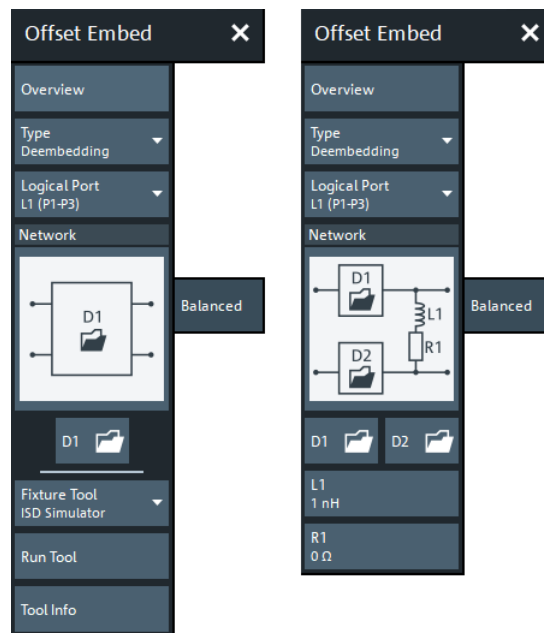 Offset Embed
Overview
Type
Deembedding
Logical Port
L1 (P1-P3)
Network
D1
Balanced
D1
Fixture Tool
ISD Simulator
Run Tool
Tool Info
Offset Embed
Overview
Type
Deembedding
Logical Port
L1 (P1-P3)
Network
D1
L1
D2
R1
Balanced
D1 D2
L1
1 nH
R1
0 Ω